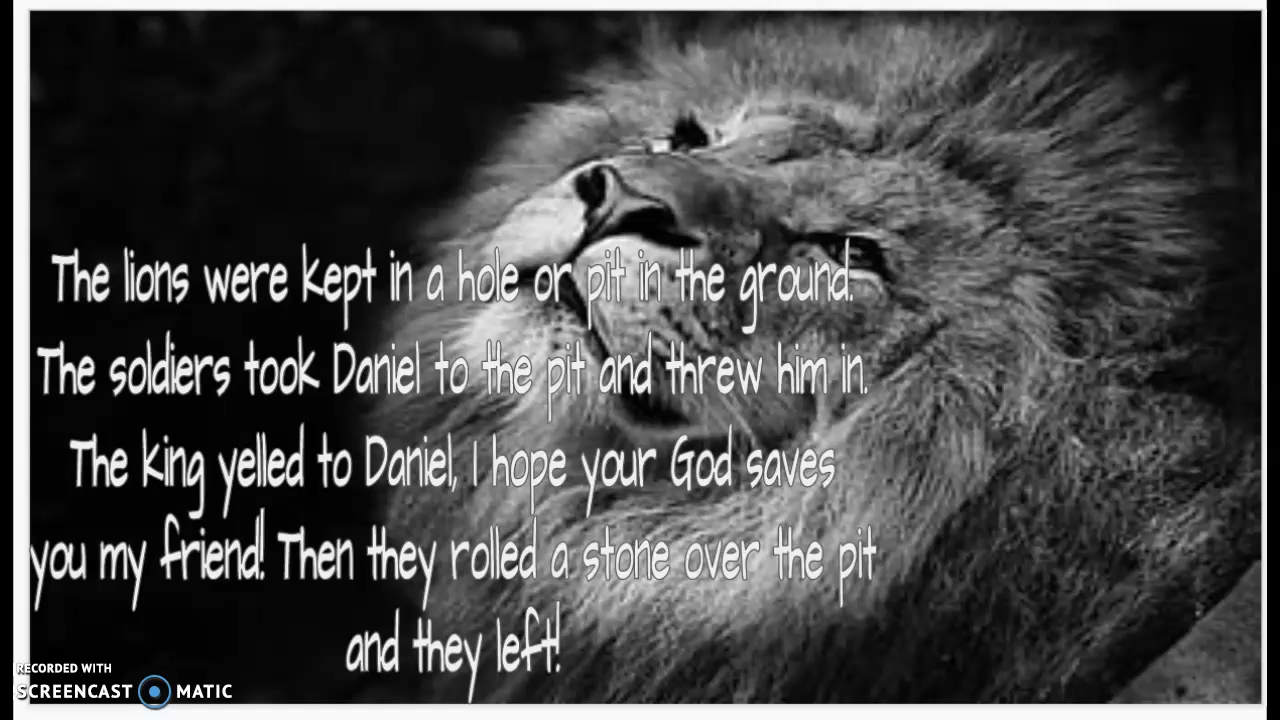 The lions were kept in a hole or pit in the ground.
The soldiers took Daniel to the pit and threw him in.
The king yelled to Daniel, I hope your God saves
you my friend! Then they rolled a stone over the pit
and they left!
RECORDED WITH
SCREENCAST MATIC